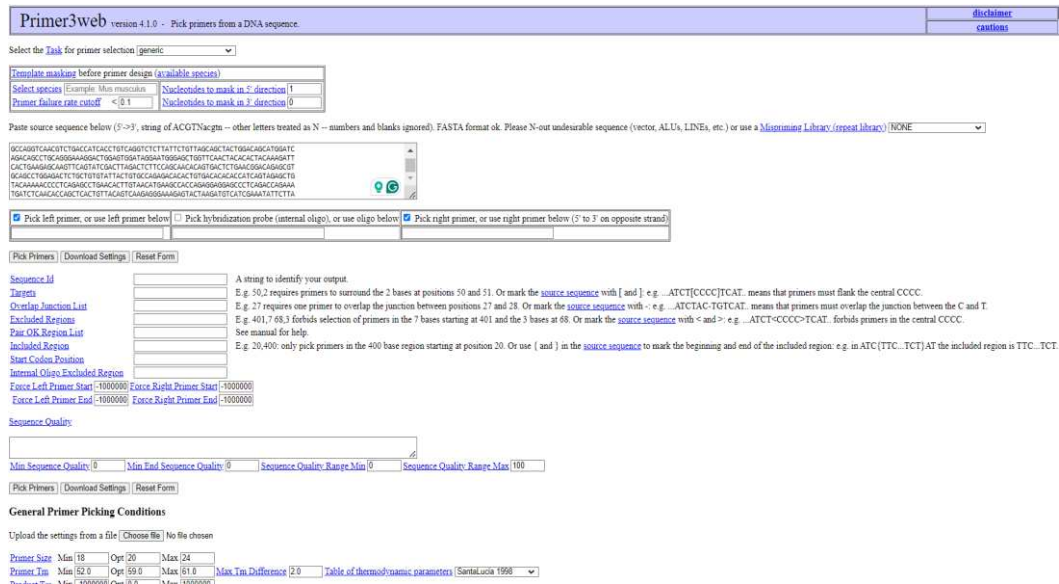 Primer3web version 4.1.0 - Pick primers from a DNA sequence.
disclaimer
cautions
Select the Task for primer selection generic
Template masking before primer design (available species)
Select species Example: Mus musculus Nucleotides to mask in 5' direction 1
Primer failure rate cutoff < 0.1 Nucleotides to mask in 3' direction 0
Paste source sequence below (5'->3', string of ACGTNacgtn -- other letters treated as N -- numbers and blanks ignored). FASTA format ok. Please N-out undesirable sequence (vector, ALUs, LINEs, etc.) or use a Mispriming Library (repeat library) NONE
GCCAGGTCAACGTCTGACCATCACCTGTCAGGTCTCTTATTCTGTTAGCAGCTACTGGACAGCATGGATC
AGACAGCCTGCAGGGAAAGGACTGGAGTGGATAGGAATGGGAGCTGGTTCAACTACACACTACAAAGATT
CACTGAAGAGCAAGTTCAGTATCGACTTAGACTCTTCCAGCAACACAGTGACTCTGAACGGACAGAGCGT
GCAGCCTGGAGACTCTGCTGTGTATTACTGTGCCAGAGACACACTGTGACACACACCATCAGTAGAGCTG
TACAAAAACCCCTCAGAGCCTGAACACTTGTAACATGAAGCCACCAGAGGAGGAGCCCTCAGACCAGAAA
TGATCTCAACACCAGCTCACTGTTACAGTCAAGAGGGAAAGAGTACTAAGATGTCATCGAAATATTCTTA
Pick left primer, or use left primer below Pick hybridization probe (internal oligo), or use oligo below Pick right primer, or use right primer below (5' to 3' on opposite strand)
Pick Primers Download Settings Reset Form
Sequence Id A string to identify your output.
Targets E.g. 50,2 requires primers to surround the 2 bases at positions 50 and 51. Or mark the source sequence with [ and ]: e.g. ...ATCT[CCCC]TCAT.. means that primers must flank the central CCCC.
Overlap Junction List E.g. 27 requires one primer to overlap the junction between positions 27 and 28. Or mark the source sequence with -: e.g. ...ATCTAC-TGTCAT.. means that primers must overlap the junction between the C and T.
Excluded Regions E.g. 401,7 68,3 forbids selection of primers in the 7 bases starting at 401 and the 3 bases at 68. Or mark the source sequence with < and >: e.g. ...ATCT<CCCC>TCAT.. forbids primers in the central CCCC.
Pair OK Region List See manual for help.
Included Region E.g. 20,400: only pick primers in the 400 base region starting at position 20. Or use { and } in the source sequence to mark the beginning and end of the included region: e.g. in ATC{TTC...TCT}AT the included region is TTC...TCT.
Start Codon Position
Internal Oligo Excluded Region
Force Left Primer Start -1000000 Force Right Primer Start -1000000
Force Left Primer End -1000000 Force Right Primer End -1000000
Sequence Quality
Min Sequence Quality 0 Min End Sequence Quality 0 Sequence Quality Range Min 0 Sequence Quality Range Max 100
Pick Primers Download Settings Reset Form
General Primer Picking Conditions
Upload the settings from a file Choose file No file chosen
Primer Size Min 18 Opt 20 Max 24
Primer Tm Min 52.0 Opt 59.0 Max 61.0 Max Tm Difference 2.0 Table of thermodynamic parameters SantaLucia 1998
Product Tm Min -1000000 Opt 0.0 Max 1000000